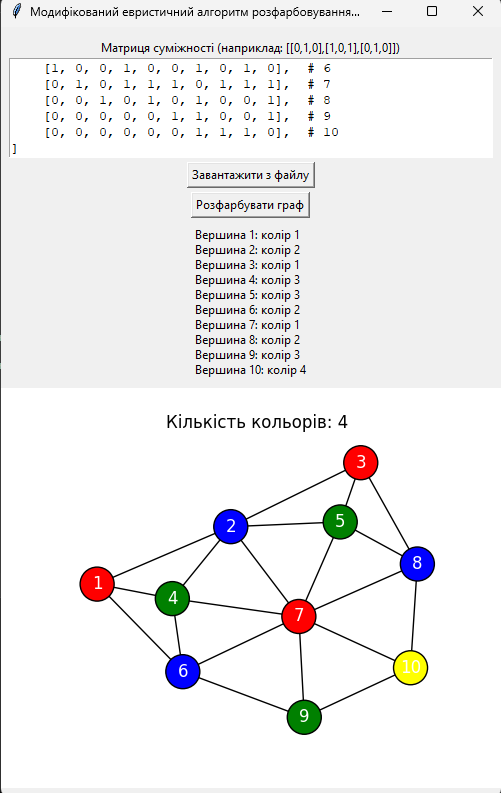 Модифікований евристичний алгоритм розфарбовування...
Матриця суміжності (наприклад: [[0,1,0],[1,0,1],[0,1,0]])
[1, 0, 0, 1, 0, 0, 1, 0, 1, 0], # 6
[0, 1, 0, 1, 1, 1, 0, 1, 1, 1], # 7
[0, 0, 1, 0, 1, 0, 1, 0, 0, 1], # 8
[0, 0, 0, 0, 0, 1, 1, 0, 0, 1], # 9
[0, 0, 0, 0, 0, 0, 1, 1, 1, 0], # 10
]
Завантажити з файлу
Розфарбувати граф
Вершина 1: колір 1
Вершина 2: колір 2
Вершина 3: колір 1
Вершина 4: колір 3
Вершина 5: колір 3
Вершина 6: колір 2
Вершина 7: колір 1
Вершина 8: колір 2
Вершина 9: колір 3
Вершина 10: колір 4
Кількість кольорів: 4
3
2
5
8
1
4
7
6
10
9